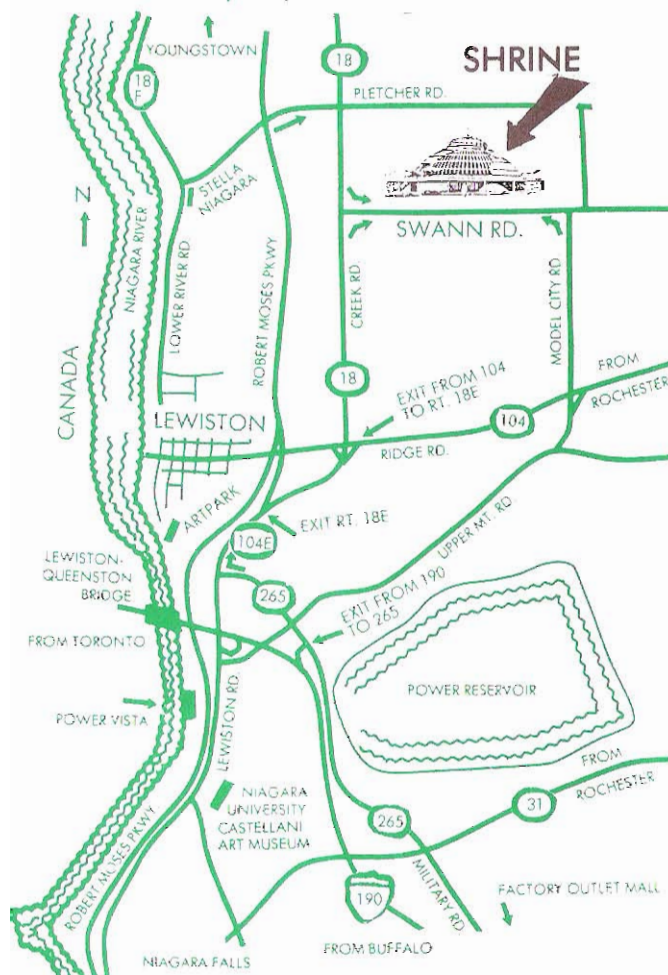 YOUNGSTOWN
18
F
18
SHRINE
PLETCHER RD.
STELLA
NIAGARA
N
NIAGARA RIVER
SWANN RD.
LOWER RIVER RD
ROBERT MOSES PKWY
CREEK RD.
MODEL CITY RD
CANADA
18
EXIT FROM 104
TO RT. 18E
FROM
ROCHESTER
104
LEWISTON
RIDGE RD.
ARTPARK
EXIT RT. 18E
104E
UPPER MT. RD.
LEWISTON-
QUEENSTON
BRIDGE
265
EXIT FROM 190
TO 265
FROM TORONTO
POWER RESERVOIR
POWER VISTA
LEWISTON RD
FROM
ROCHESTER
31
NIAGARA
UNIVERSITY
CASTELLANI
ART MUSEUM
265
ROBERT MOSES PKWY
MILITARY RD
190
FACTORY OUTLET MALL
FROM BUFFALO
NIAGARA FALLS